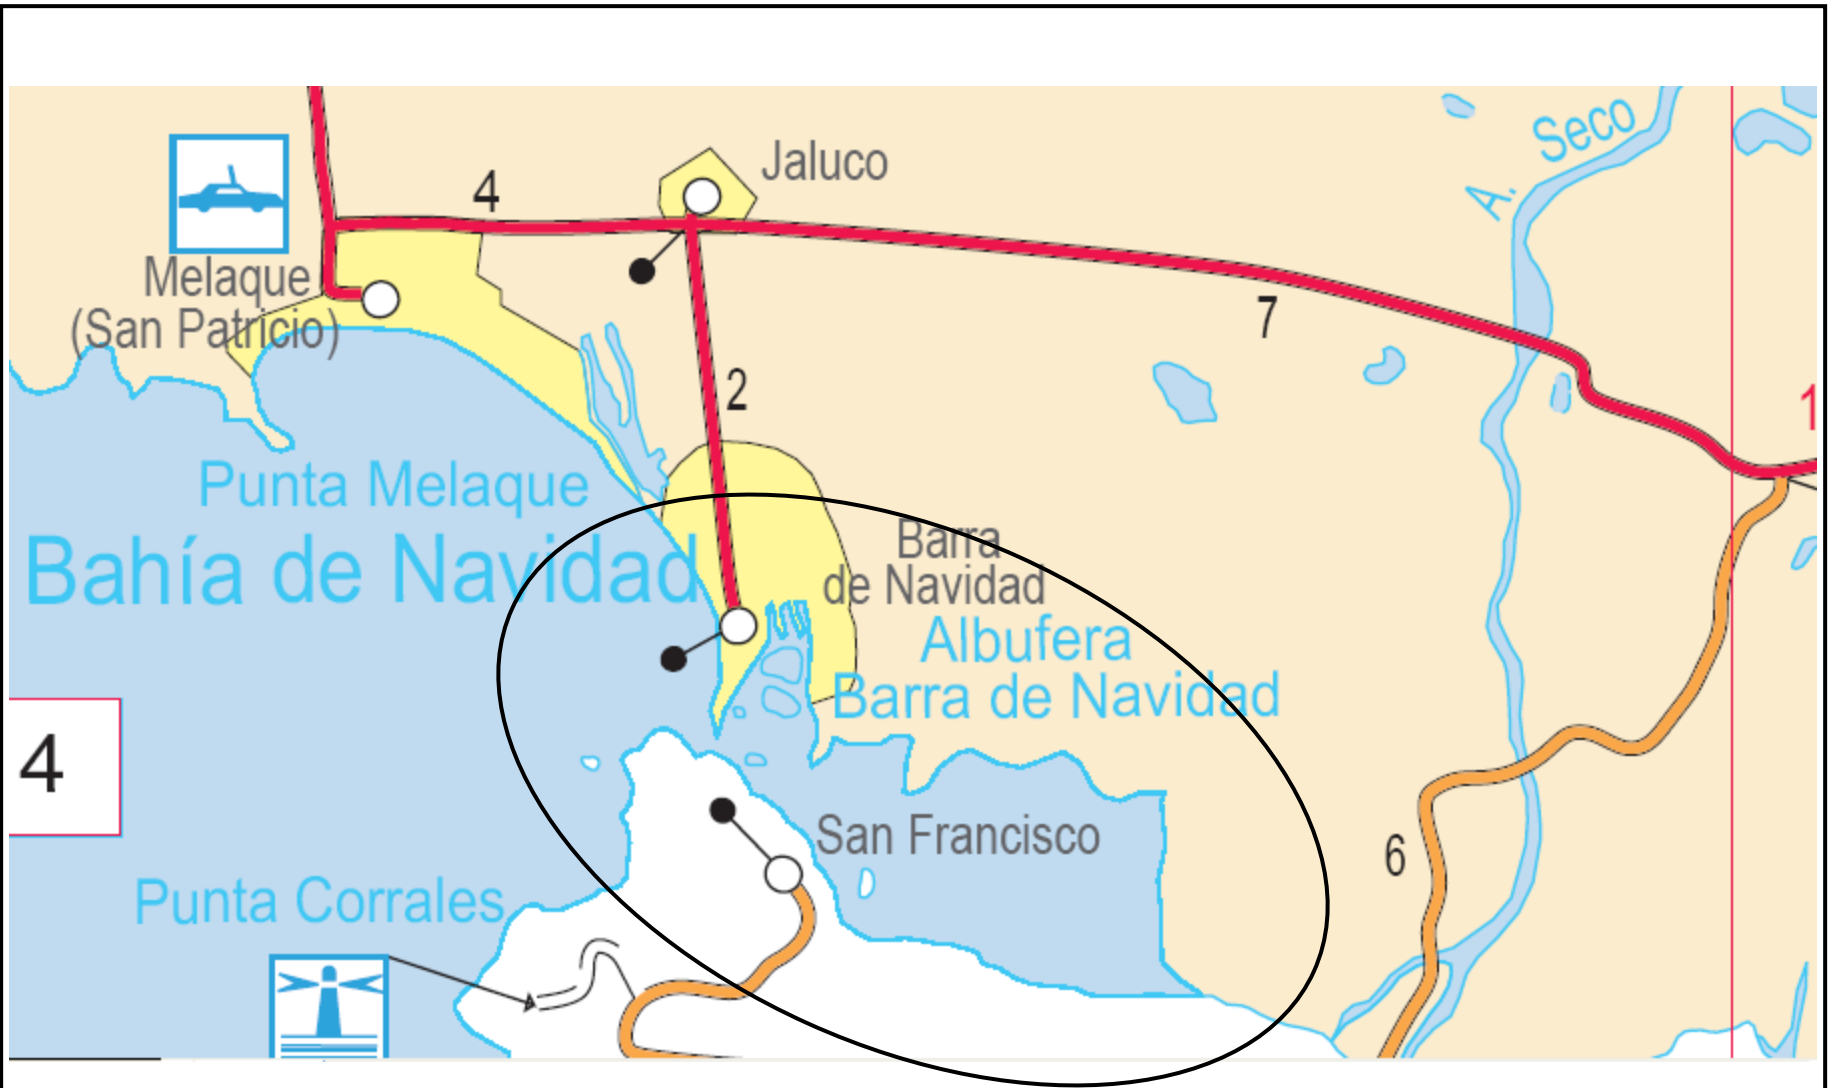 Seco
A.
Jaluco
4
Melaque
(San Patricio)
7
2
1
Punta Melaque
Bahía de Navidad
Barra
de Navidad
Albufera
Barra de Navidad
4
San Francisco
6
Punta Corrales